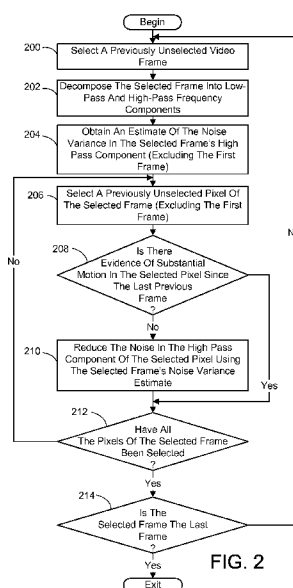 Begin
200
Select A Previously Unselected Video
Frame
202
Decompose The Selected Frame Into Low-
Pass And High-Pass Frequency
Components
204
Obtain An Estimate Of The Noise
Variance In The Selected Frame's High
Pass Component (Excluding The First
Frame)
206
Select A Previously Unselected Pixel Of
The Selected Frame (Excluding The First
Frame)
208
Is There
Evidence Of Substantial
Motion In The Selected Pixel Since
The Last Previous
Frame
?
No
No
210
Reduce The Noise In The High Pass
Component Of The Selected Pixel Using
The Selected Frame's Noise Variance
Estimate
Yes
212
Have All
The Pixels Of The Selected Frame
Been Selected
?
Yes
214
Is The
Selected Frame The Last
Frame
?
Yes
FIG. 2
Exit